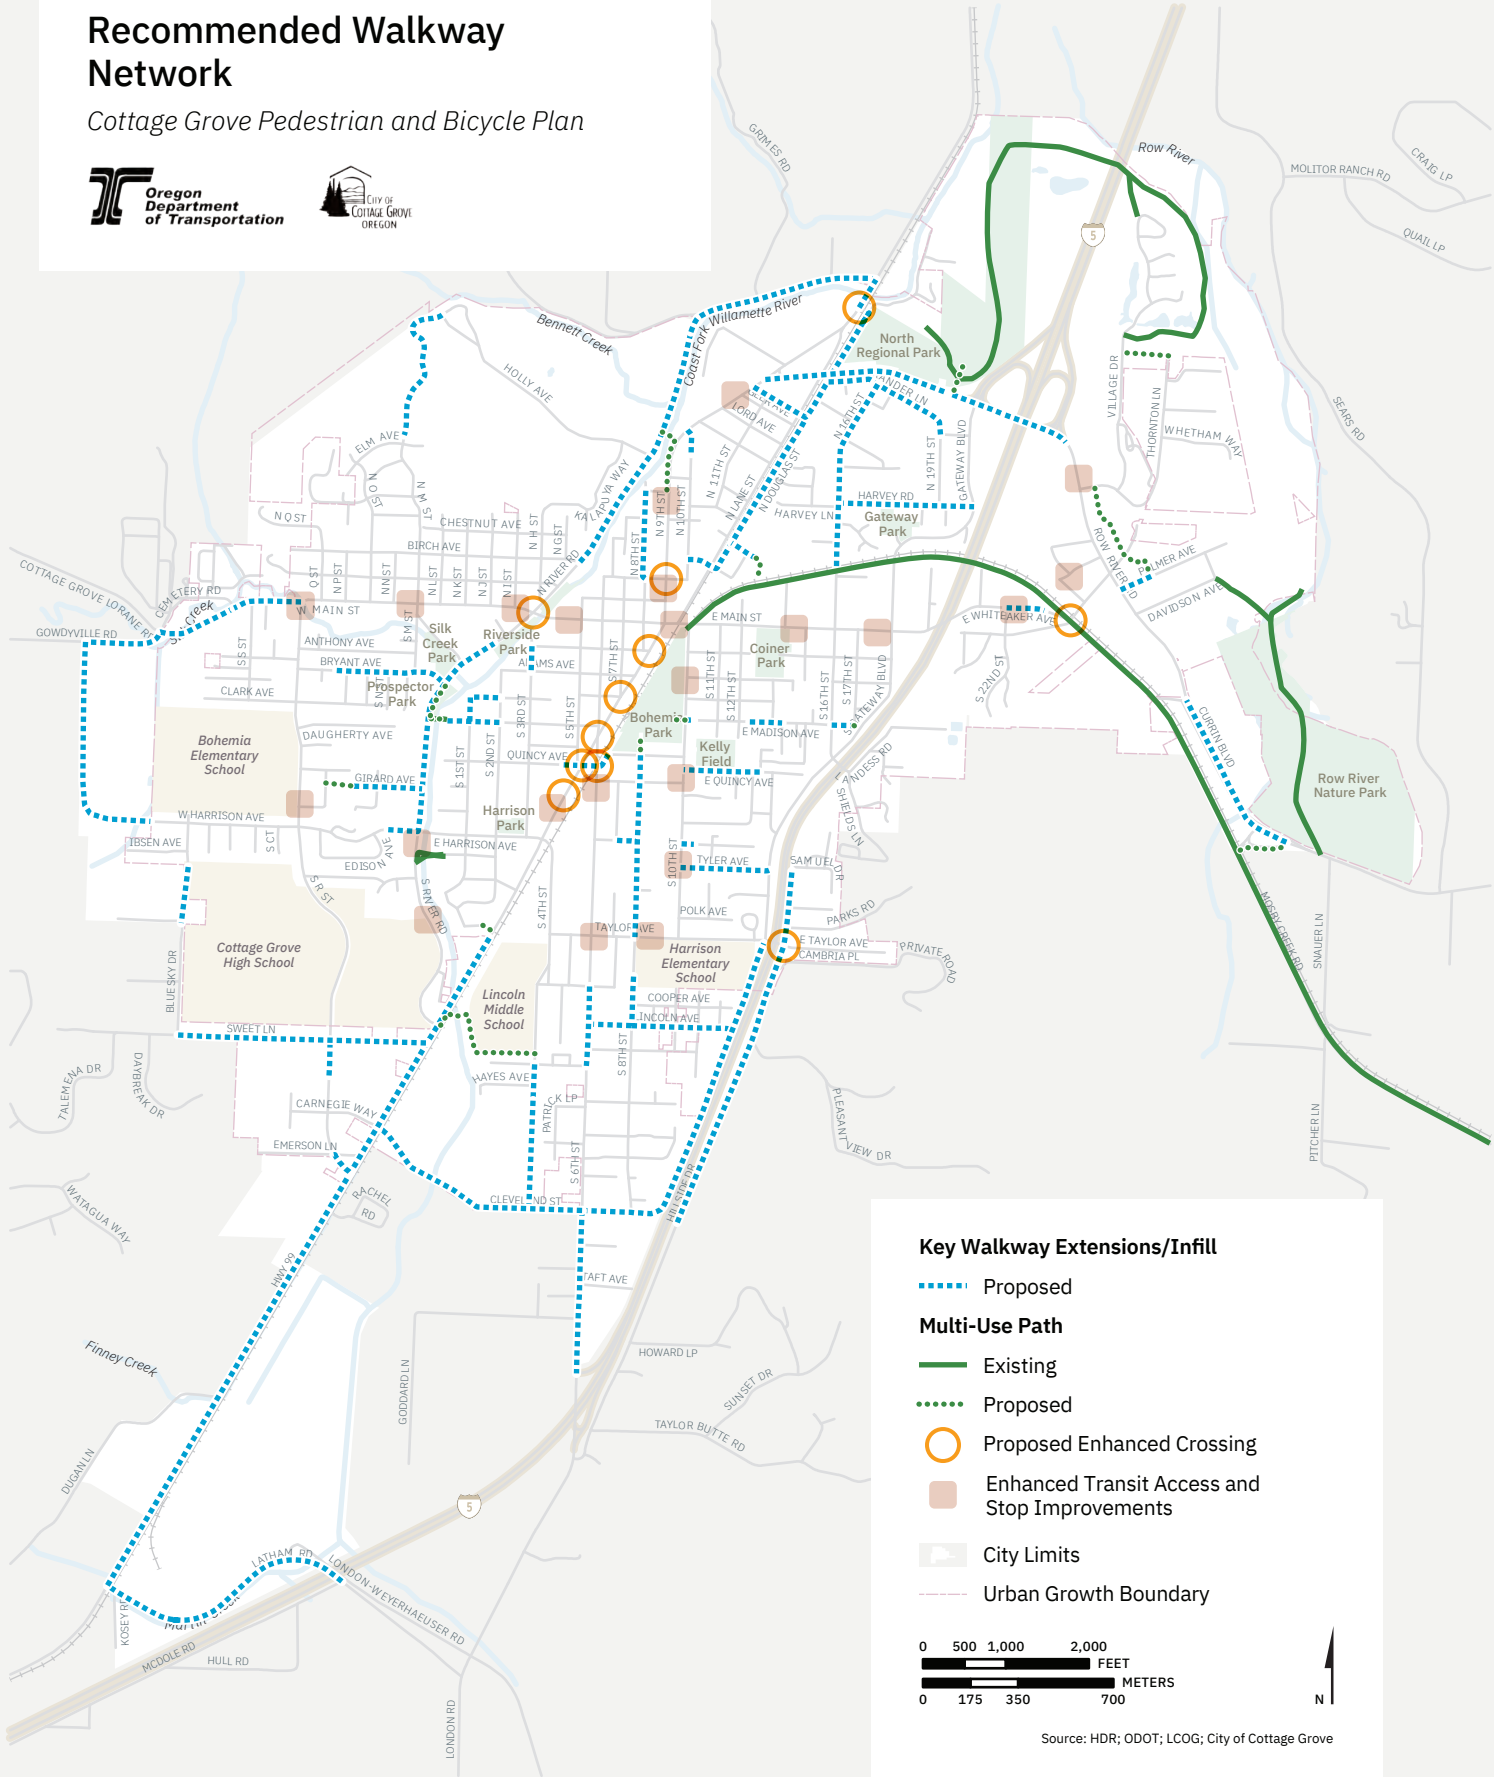 Recommended Walkway
Network
Cottage Grove Pedestrian and Bicycle Plan
Oregon
Department
of Transportation
CITY OF
COTTAGE GROVE
OREGON
GRIMES RD
Row River
MOLITOR RANCH RD
CRAIG LP
QUAIL LP
5
SEARS RD
Bennett Creek
Coast Fork Willamette River
North
Regional Park
HOLLY AVE
ELM AVE
LORD AVE
N 16TH ST
N 19TH ST
GATEWAY BLVD
VILLAGE DR
THORNTON LN
WHETHAM WAY
N O ST
N M ST
N Q ST
CHESTNUT AVE
BIRCH AVE
N H ST
N G ST
KALAPUYA WAY
N 8TH ST
N 9TH ST
N 10TH ST
N 11TH ST
N LANE ST
N DOUGLAS ST
HARVEY LN
HARVEY RD
Gateway
Park
ROW RIVER RD
PALMER AVE
DAVIDSON AVE
COTTAGE GROVE LORANE RD
CEMETERY RD
GOWDYVILLE RD
Q ST
N P ST
N N ST
N L ST
N K ST
N J ST
N I ST
N RIVER RD
W MAIN ST
E MAIN ST
E WHITEAKER AVE
S S ST
ANTHONY AVE
BRYANT AVE
CLARK AVE
S M ST
Silk
Creek
Park
Riverside
Park
Prospector
Park
Coiner
Park
S 7TH ST
S 11TH ST
S 12TH ST
S 16TH ST
S 17TH ST
S GATEWAY BLVD
S 22ND ST
Bohemia
Elementary
School
DAUGHERTY AVE
GIRARD AVE
S 1ST ST
S 2ND ST
S 3RD ST
S 5TH ST
QUINCY AVE
Bohemia
Park
Kelly
Field
E MADISON AVE
E QUINCY AVE
LANDESS RD
SHIELDS LN
CURRIN BLVD
Row River
Nature Park
W HARRISON AVE
IBSEN AVE
S CT
EDISON AVE
E HARRISON AVE
Harrison
Park
S 10TH ST
TYLER AVE
SAMUEL DR
S R ST
S RIVER RD
S 4TH ST
POLK AVE
PARKS RD
TAYLOR AVE
E TAYLOR AVE
CAMBRIA PL
PRIVATE ROAD
Cottage Grove
High School
Harrison
Elementary
School
Lincoln
Middle
School
BLUE SKY DR
SWEET LN
COOPER AVE
S 8TH ST
MOSBY CREEK RD
SNAUER LN
PITCHER LN
TALEMENA DR
DAYBREAK DR
HAYES AVE
PATRICK LP
CARNEGIE WAY
EMERSON LN
PLEASANT VIEW DR
S 6TH ST
CLEVELAND ST
HILLSIDE DR
WATAGUA WAY
RACHEL
RD
HWY 99
TAFT AVE
HOWARD LP
Finney Creek
GODDARD LN
SUNSET DR
TAYLOR BUTTE RD
DUGAN LN
5
LATHAM RD
LONDON-WEYERHAEUSER RD
KOSEY RD
MCDOLE RD
HULL RD
LONDON RD
Key Walkway Extensions/Infill
Proposed
Multi-Use Path
Existing
Proposed
Proposed Enhanced Crossing
Enhanced Transit Access and
Stop Improvements
City Limits
Urban Growth Boundary
0 500 1,000 2,000
FEET
METERS
0 175 350 700
N
Source: HDR; ODOT; LCOG; City of Cottage Grove